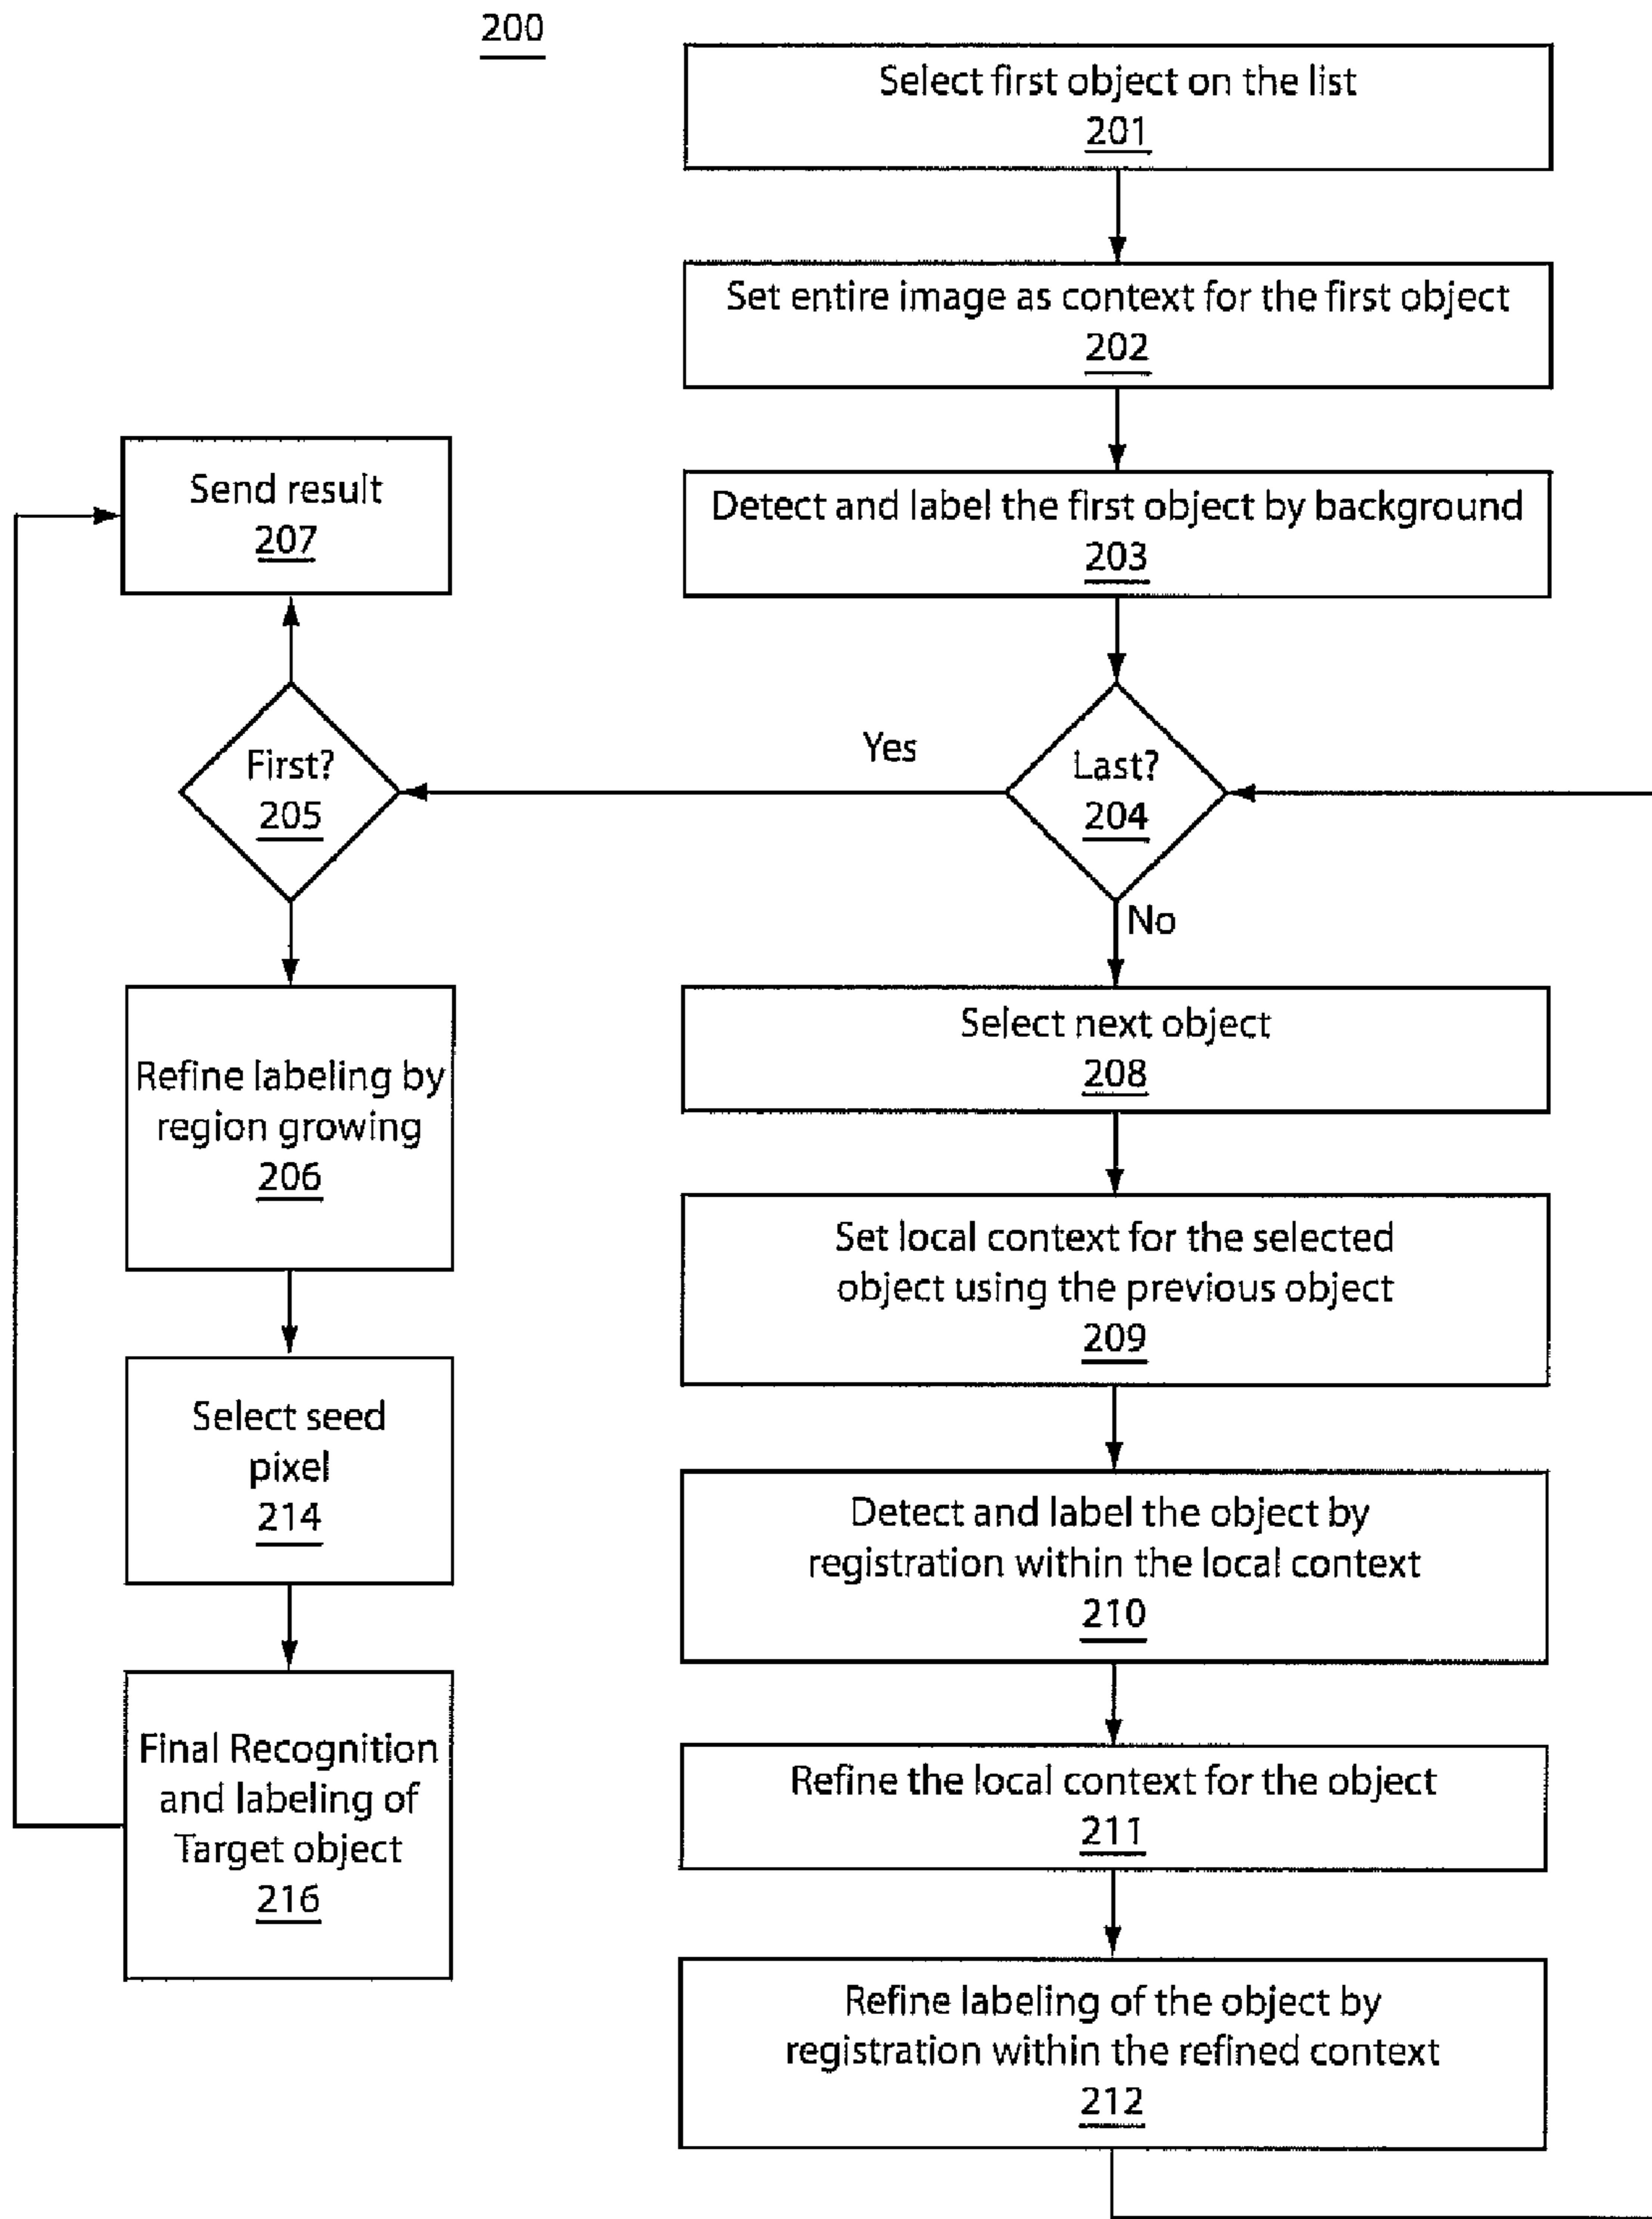 200
Select first object on the list
201
Set entire image as context for the first object
202
Detect and label the first object by background
203
Send result
207
First?
205
Yes
Last?
204
No
Refine labeling by
region growing
206
Select seed
pixel
214
Final Recognition
and labeling of
Target object
216
Select next object
208
Set local context for the selected
object using the previous object
209
Detect and label the object by
registration within the local context
210
Refine the local context for the object
211
Refine labeling of the object by
registration within the refined context
212